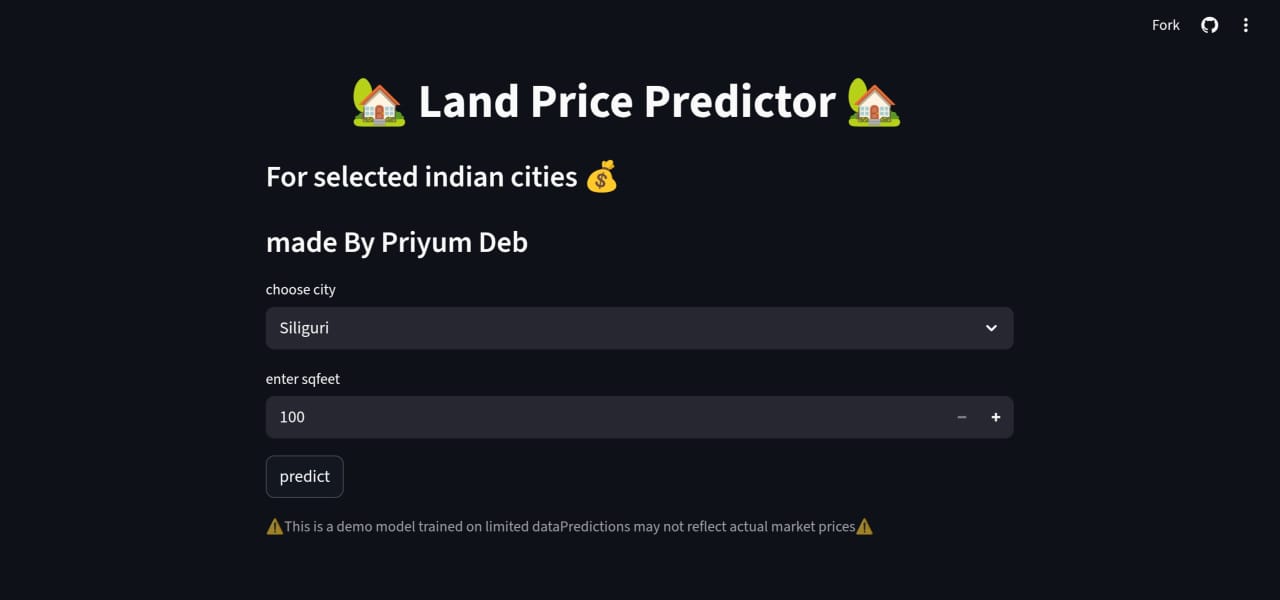 Fork
🏡 Land Price Predictor 🏡
For selected indian cities 💰
made By Priyum Deb
choose city
Siliguri
enter sqfeet
100
predict
⚠️This is a demo model trained on limited dataPredictions may not reflect actual market prices⚠️